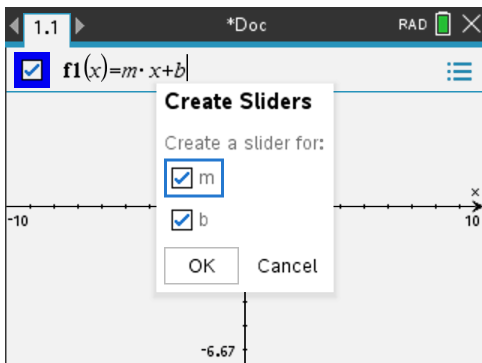 1.1 *Doc RAD
f1(x)=m· x+b
Create Sliders
Create a slider for:
m
b
OK Cancel
x
-10 10
-6.67